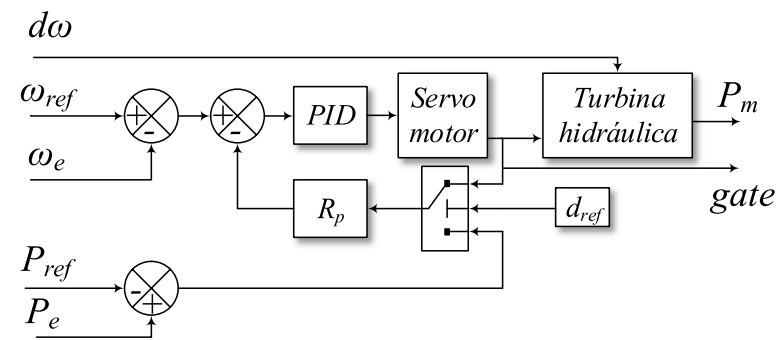 dω
ω_ref
ω_e
+
-
+
-
PID
Servo
motor
Turbina
hidráulica
P_m
gate
R_p
d_ref
P_ref
P_e
-
+